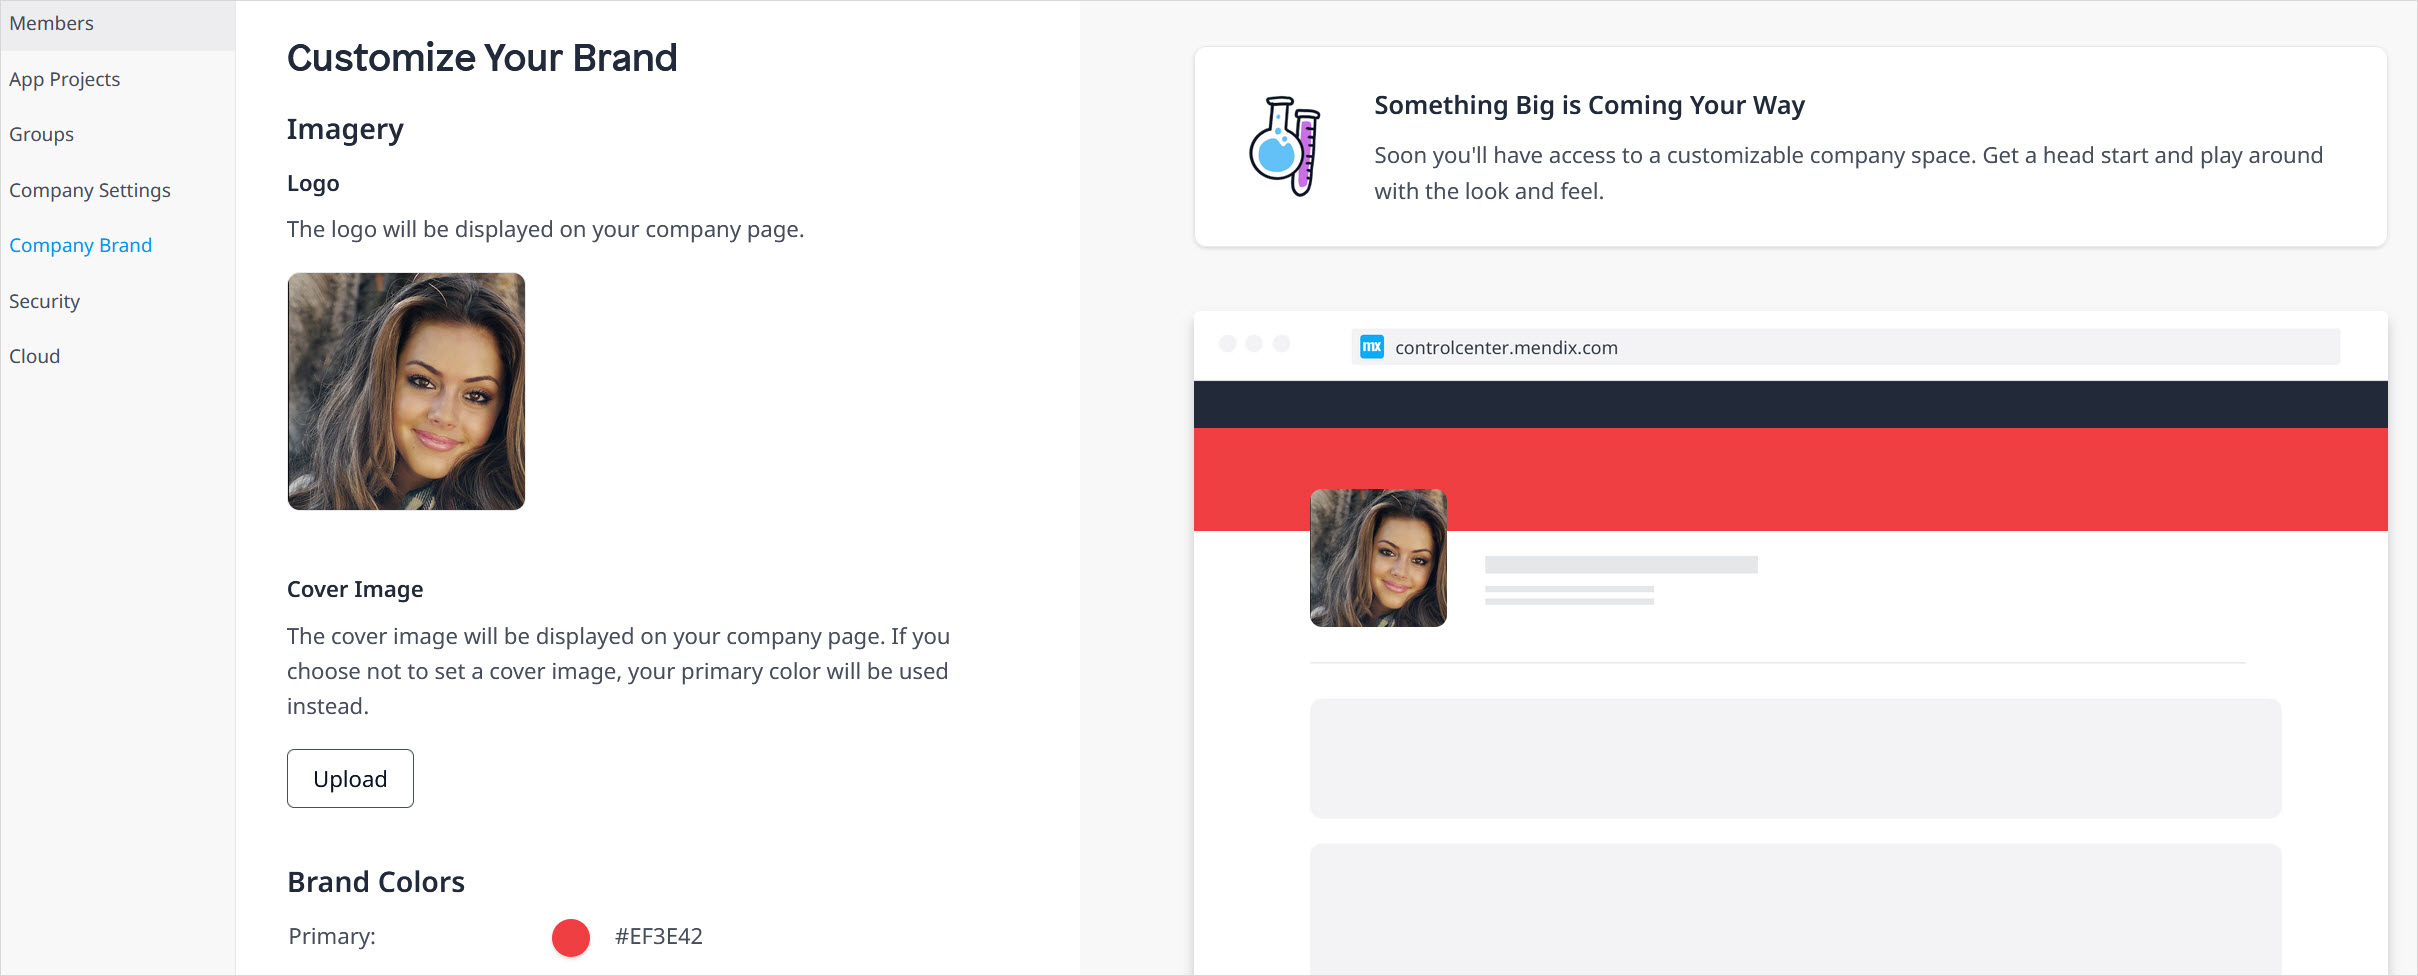 Members
App Projects
Groups
Company Settings
Company Brand
Security
Cloud
Customize Your Brand
Imagery
Logo
The logo will be displayed on your company page.
Cover Image
The cover image will be displayed on your company page. If you
choose not to set a cover image, your primary color will be used
instead.
Upload
Brand Colors
Primary:
#EF3E42
Something Big is Coming Your Way
Soon you'll have access to a customizable company space. Get a head start and play around
with the look and feel.
mx controlcenter.mendix.com